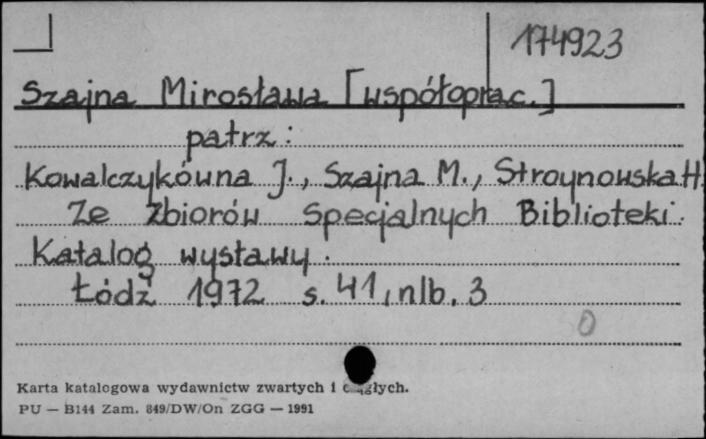 174923
Szajna Mirosława [współoprac.]
patrz:
Kowalczykówna J., Szajna M., Stroynowska H
Ze zbiorów Specjalnych Biblioteki.
Katalog wystawy.
Łódź 1972 s. 41, nlb. 3
0
Karta katalogowa wydawnictw zwartych i ciągłych.
PU — B144 Zam. 849/DW/On ZGG — 1991